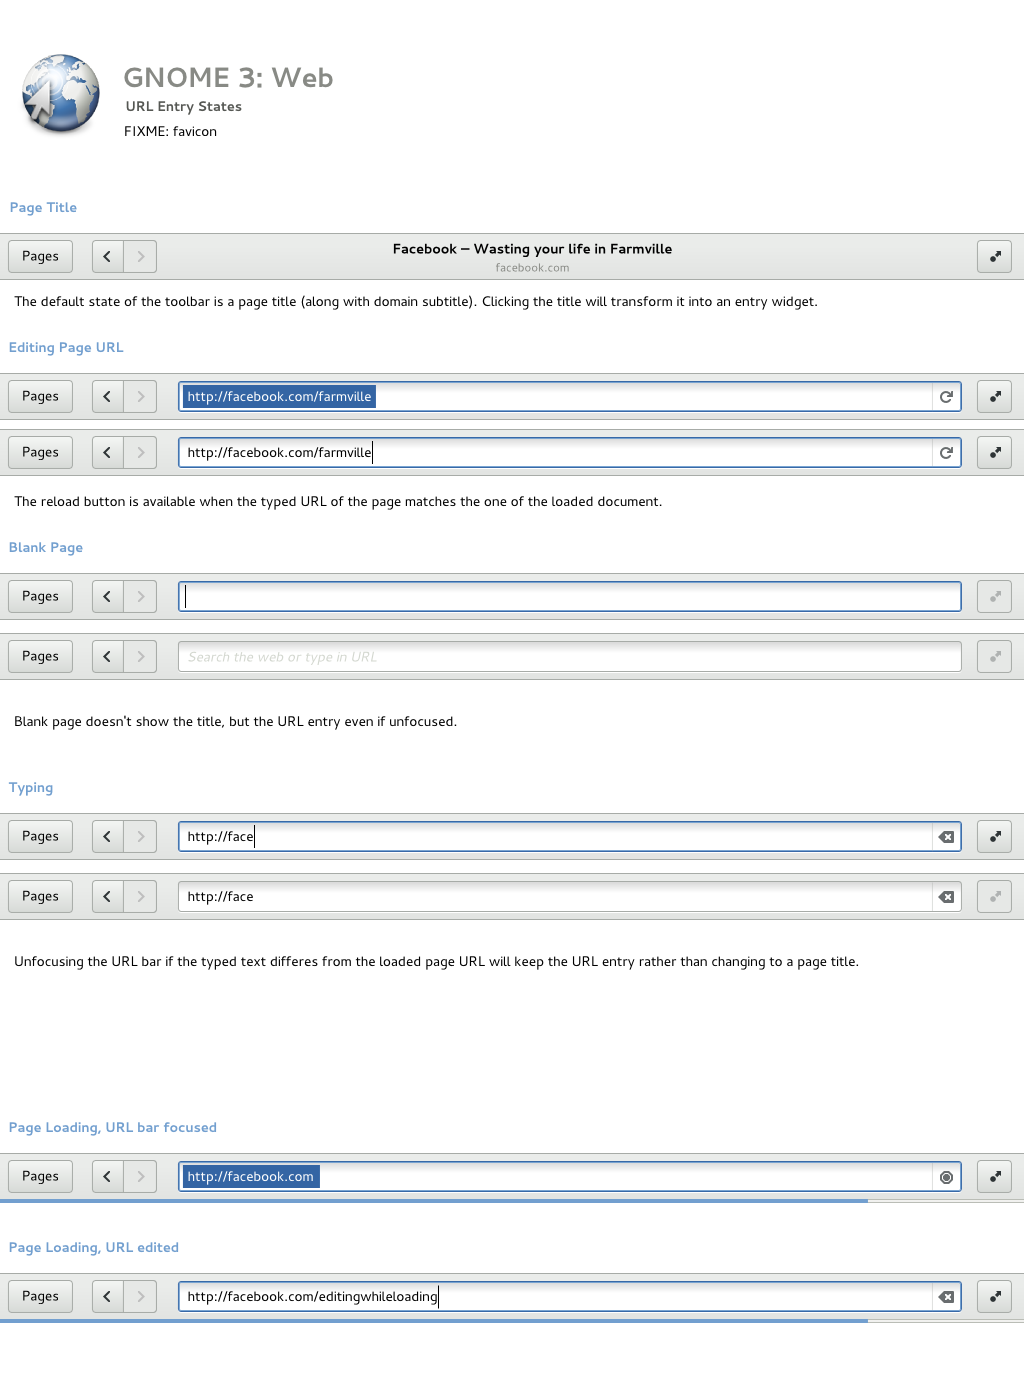 GNOME 3: Web
URL Entry States
FIXME: favicon
Page Title
Pages
Facebook – Wasting your life in Farmville
facebook.com
The default state of the toolbar is a page title (along with domain subtitle). Clicking the title will transform it into an entry widget.
Editing Page URL
Pages http://facebook.com/farmville
Pages http://facebook.com/farmville
The reload button is available when the typed URL of the page matches the one of the loaded document.
Blank Page
Pages
Pages Search the web or type in URL
Blank page doesn't show the title, but the URL entry even if unfocused.
Typing
Pages http://face
Pages http://face
Unfocusing the URL bar if the typed text differes from the loaded page URL will keep the URL entry rather than changing to a page title.
Page Loading, URL bar focused
Pages http://facebook.com
Page Loading, URL edited
Pages http://facebook.com/editingwhileloading